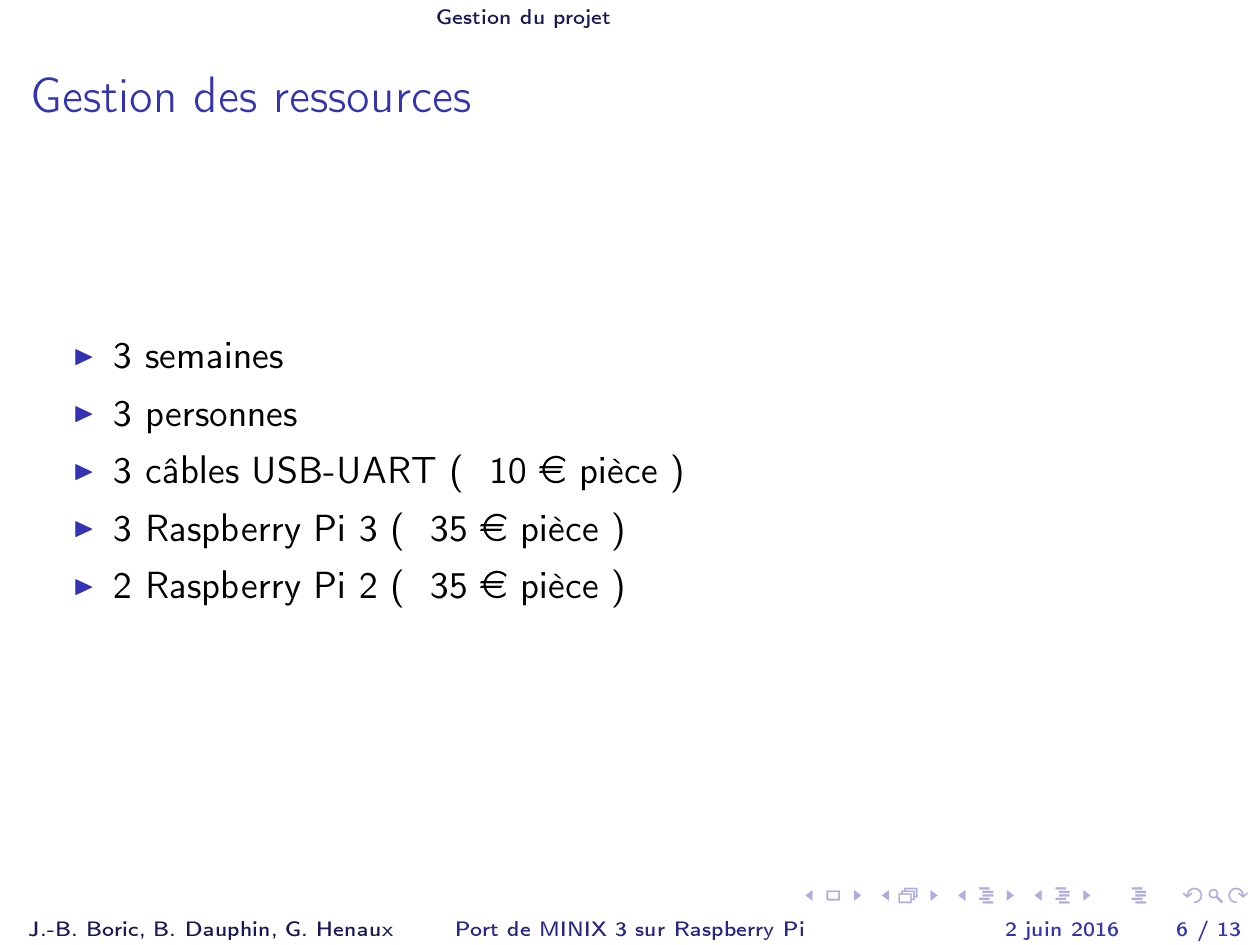 Gestion du projet
Gestion des ressources
3 semaines
3 personnes
3 câbles USB-UART ( 10 € pièce )
3 Raspberry Pi 3 ( 35 € pièce )
2 Raspberry Pi 2 ( 35 € pièce )
J.-B. Boric, B. Dauphin, G. Henaux Port de MINIX 3 sur Raspberry Pi 2 juin 2016 6 / 13